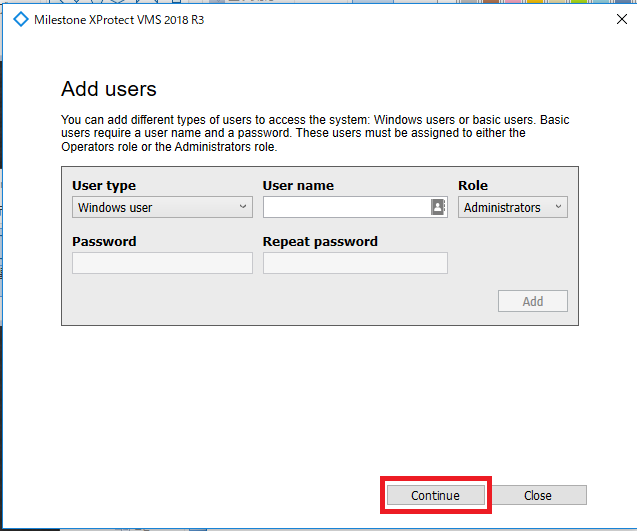 Milestone XProtect VMS 2018 R3
Add users
You can add different types of users to access the system: Windows users or basic users. Basic
users require a user name and a password. These users must be assigned to either the
Operators role or the Administrators role.
User type User name Role
Windows user Administrators
Password Repeat password
Add
Continue Close